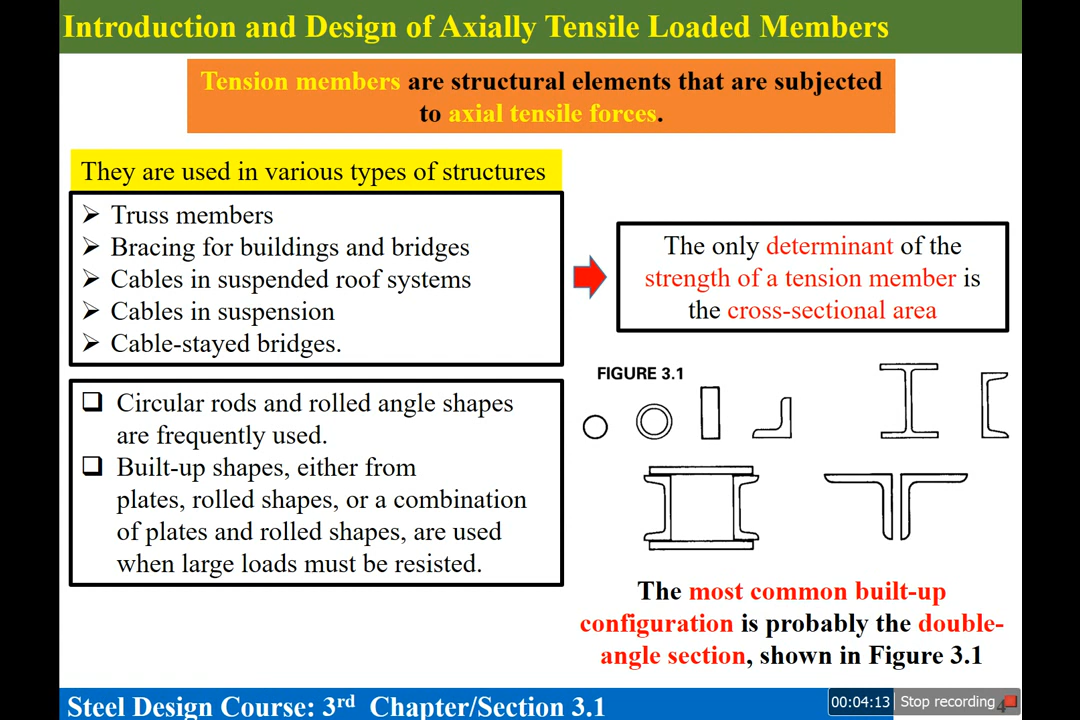 Introduction and Design of Axially Tensile Loaded Members
Tension members are structural elements that are subjected
to axial tensile forces.
They are used in various types of structures
➢ Truss members
➢ Bracing for buildings and bridges
➢ Cables in suspended roof systems
➢ Cables in suspension
➢ Cable-stayed bridges.
The only determinant of the
strength of a tension member is
the cross-sectional area
❑ Circular rods and rolled angle shapes
are frequently used.
❑ Built-up shapes, either from
plates, rolled shapes, or a combination
of plates and rolled shapes, are used
when large loads must be resisted.
FIGURE 3.1
The most common built-up
configuration is probably the double-
angle section, shown in Figure 3.1
Steel Design Course: 3rd Chapter/Section 3.1
00:04:13 Stop recording
4